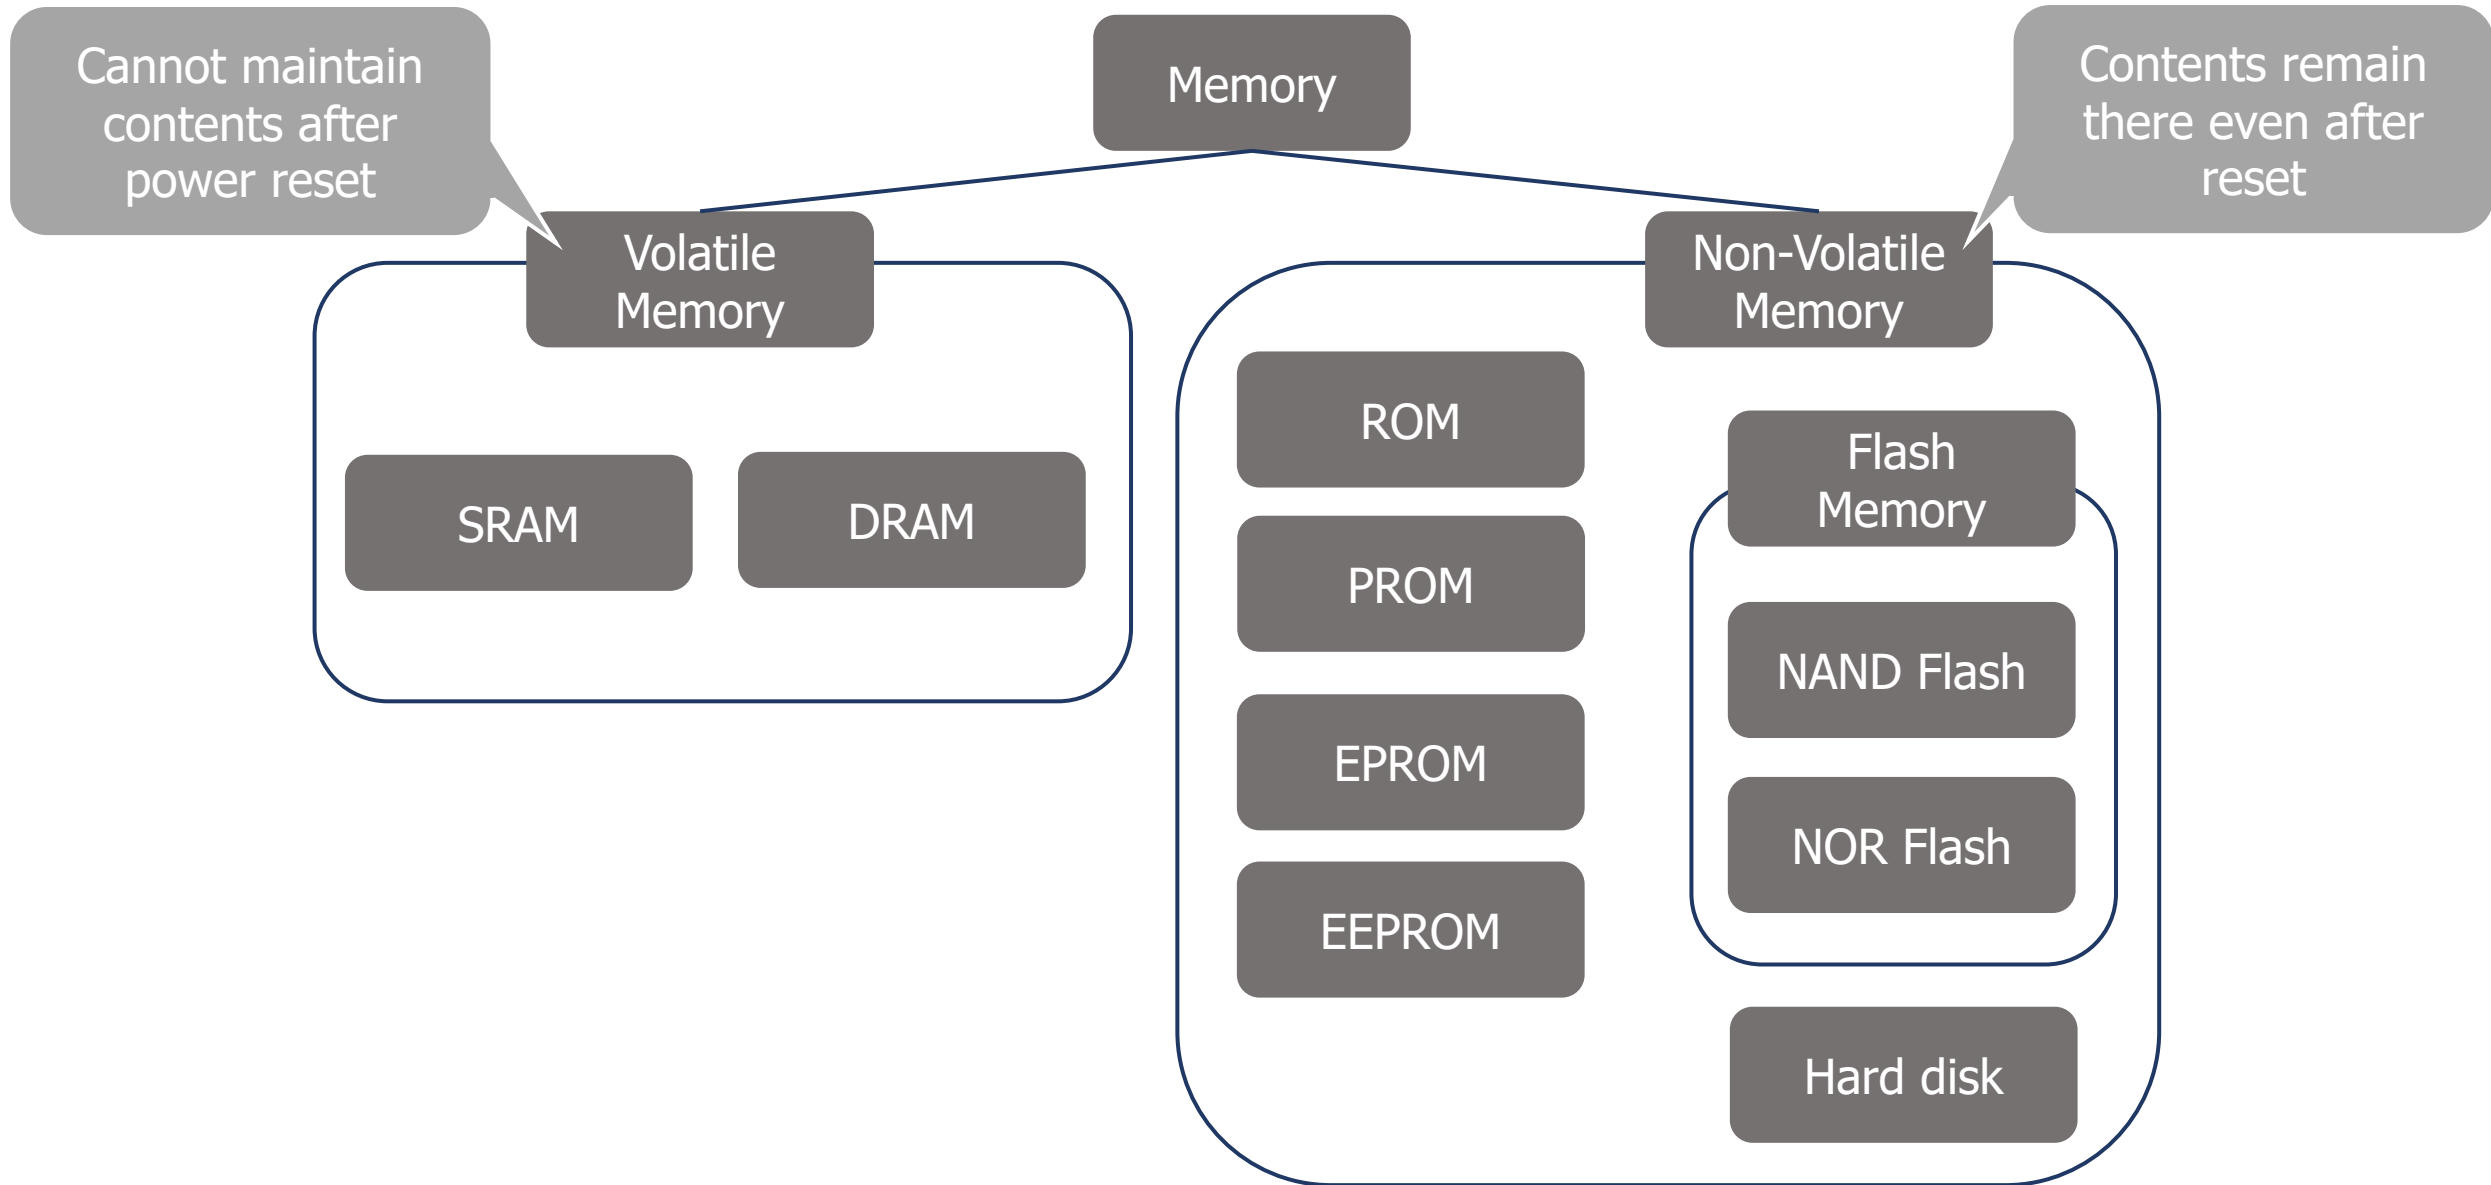 Cannot maintain
contents after
power reset
Memory
Contents remain
there even after
reset
Volatile
Memory
Non-Volatile
Memory
SRAM
DRAM
ROM
PROM
EPROM
EEPROM
Flash
Memory
NAND Flash
NOR Flash
Hard disk